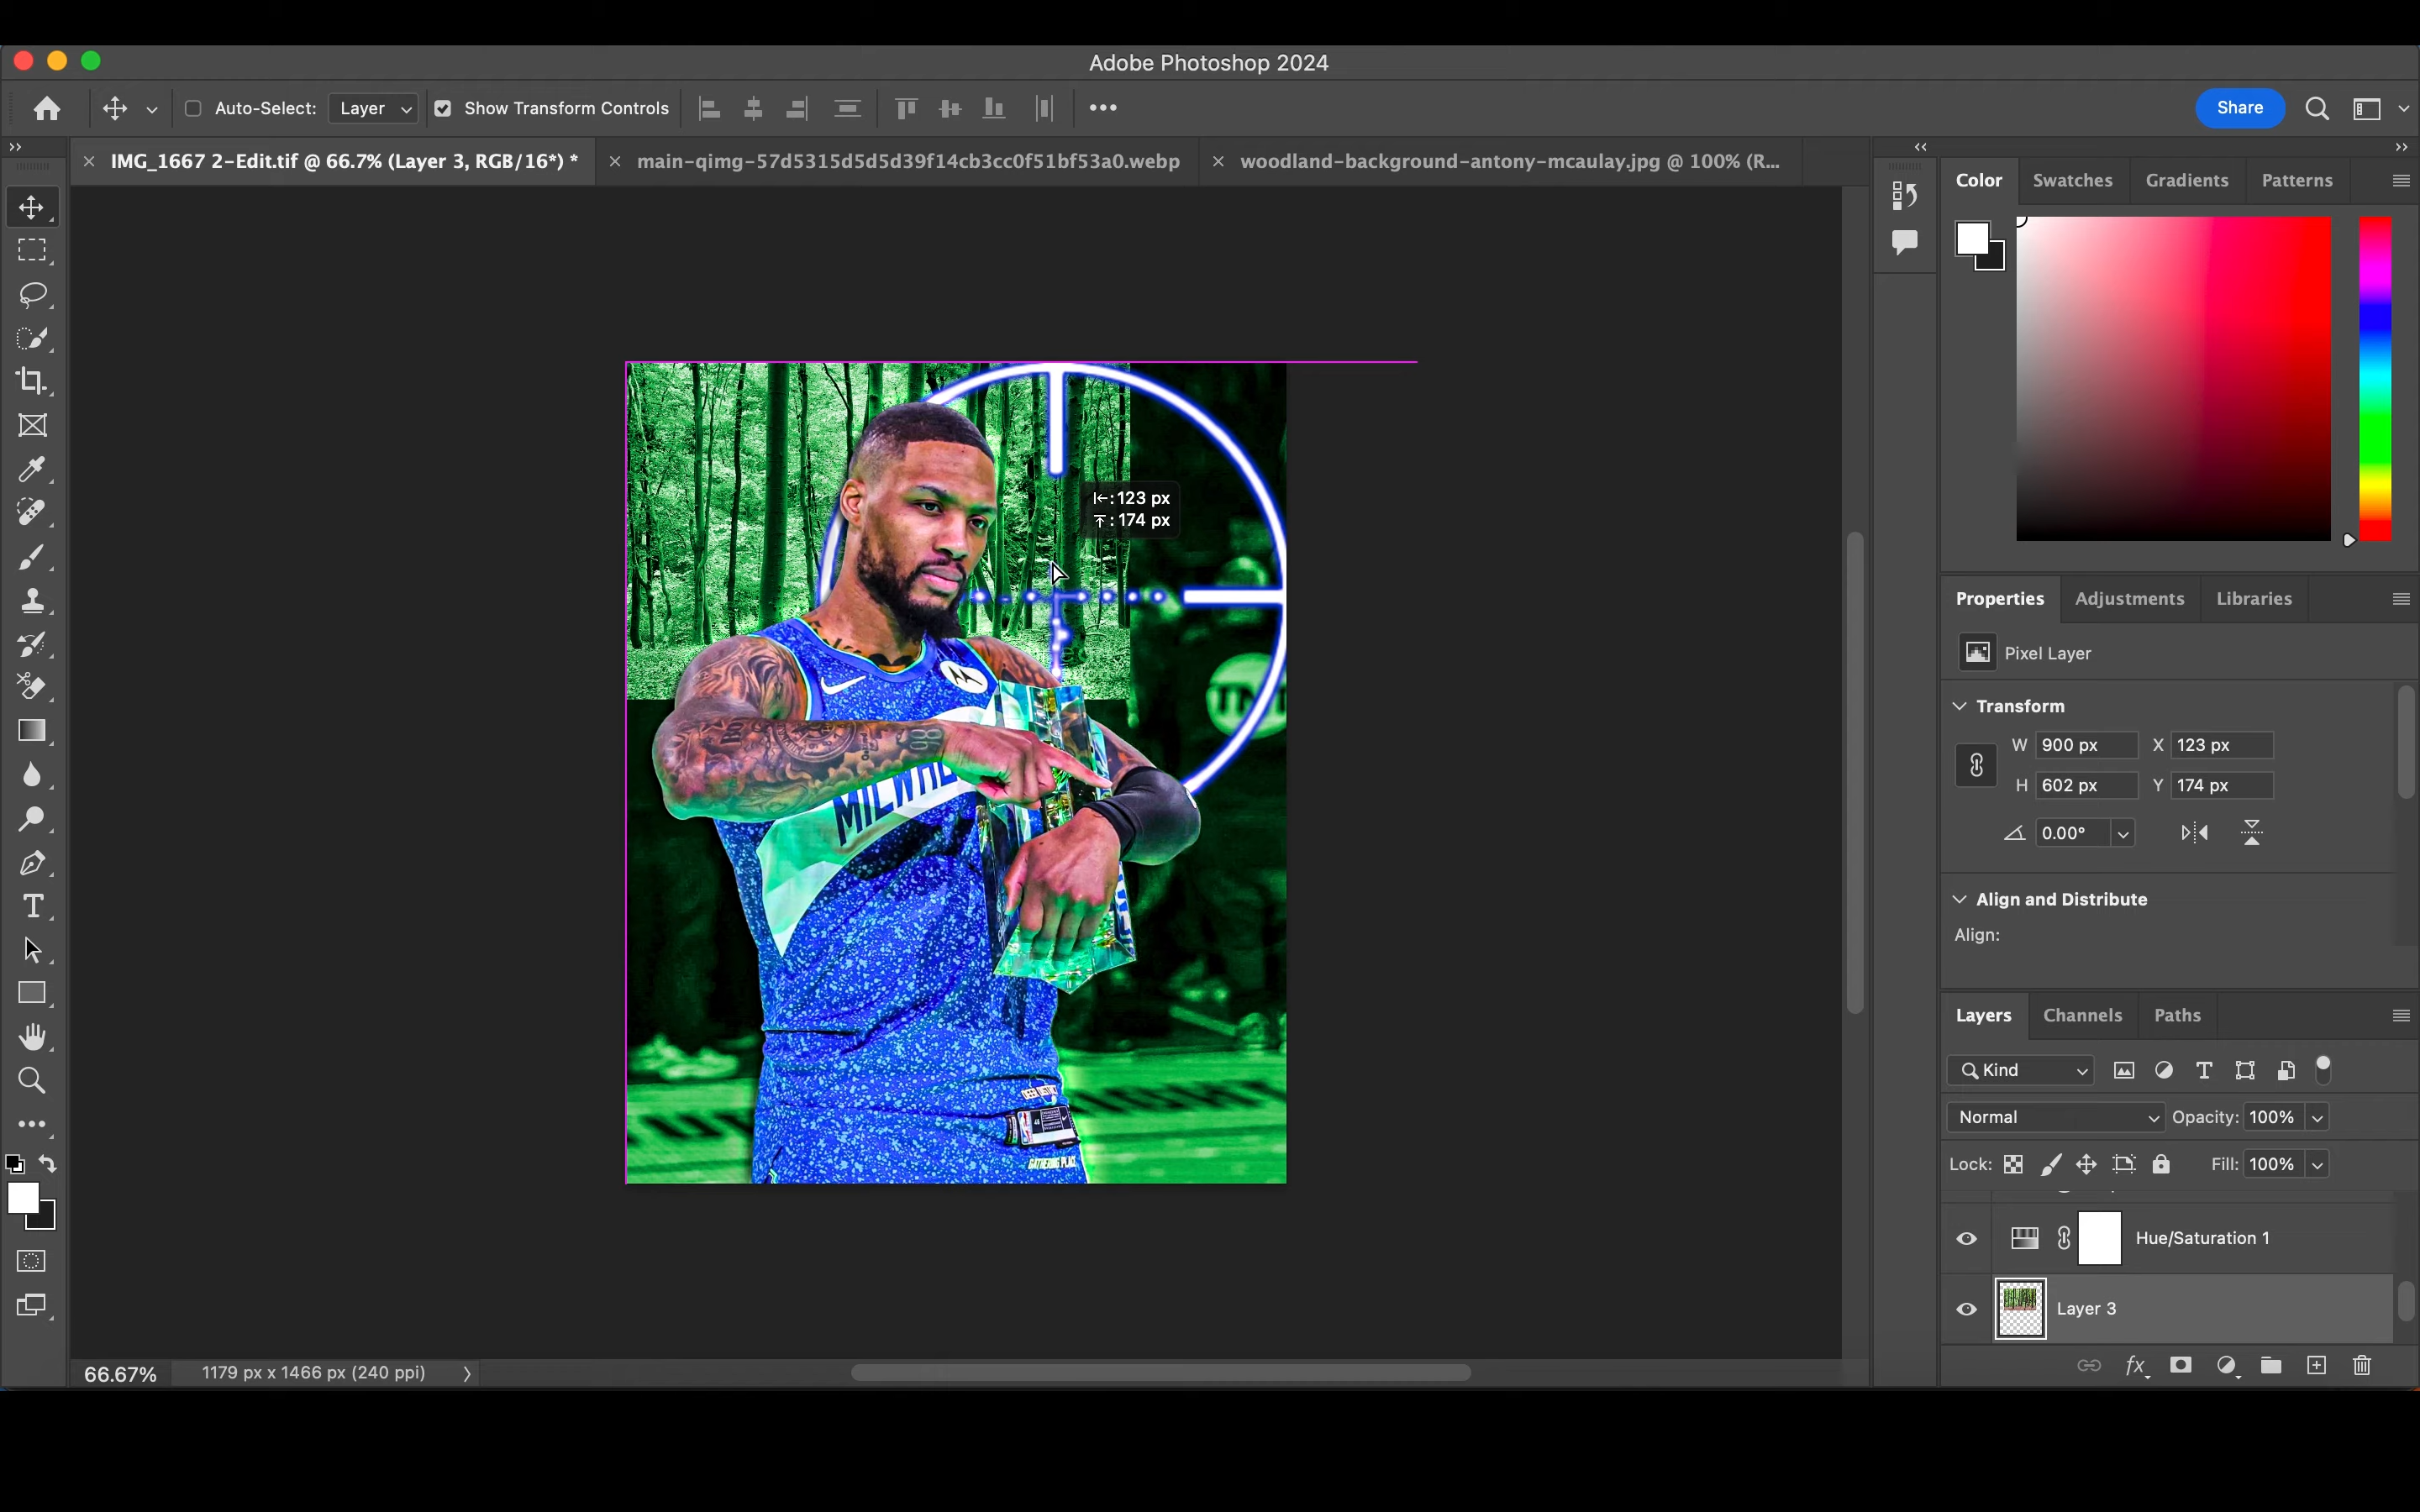 Adobe Photoshop 2024
Auto-Select: Layer Show Transform Controls ••• Share
IMG_1667 2-Edit.tif @ 66.7% (Layer 3, RGB/16*) * main-qimg-57d5315d5d5d39f14cb3cc0f51bf53a0.webp woodland-background-antony-mcaulay.jpg @ 100% (R...
Color Swatches Gradients Patterns
: 123 px
: 174 px
MILWA
Properties Adjustments Libraries
Pixel Layer
Transform
W 900 px X 123 px
H 602 px Y 174 px
0.00°
Align and Distribute
Align:
Layers Channels Paths
Kind
Normal Opacity: 100%
Lock: Fill: 100%
Hue/Saturation 1
Layer 3
GATHERING PLACE
66.67% 1179 px x 1466 px (240 ppi)